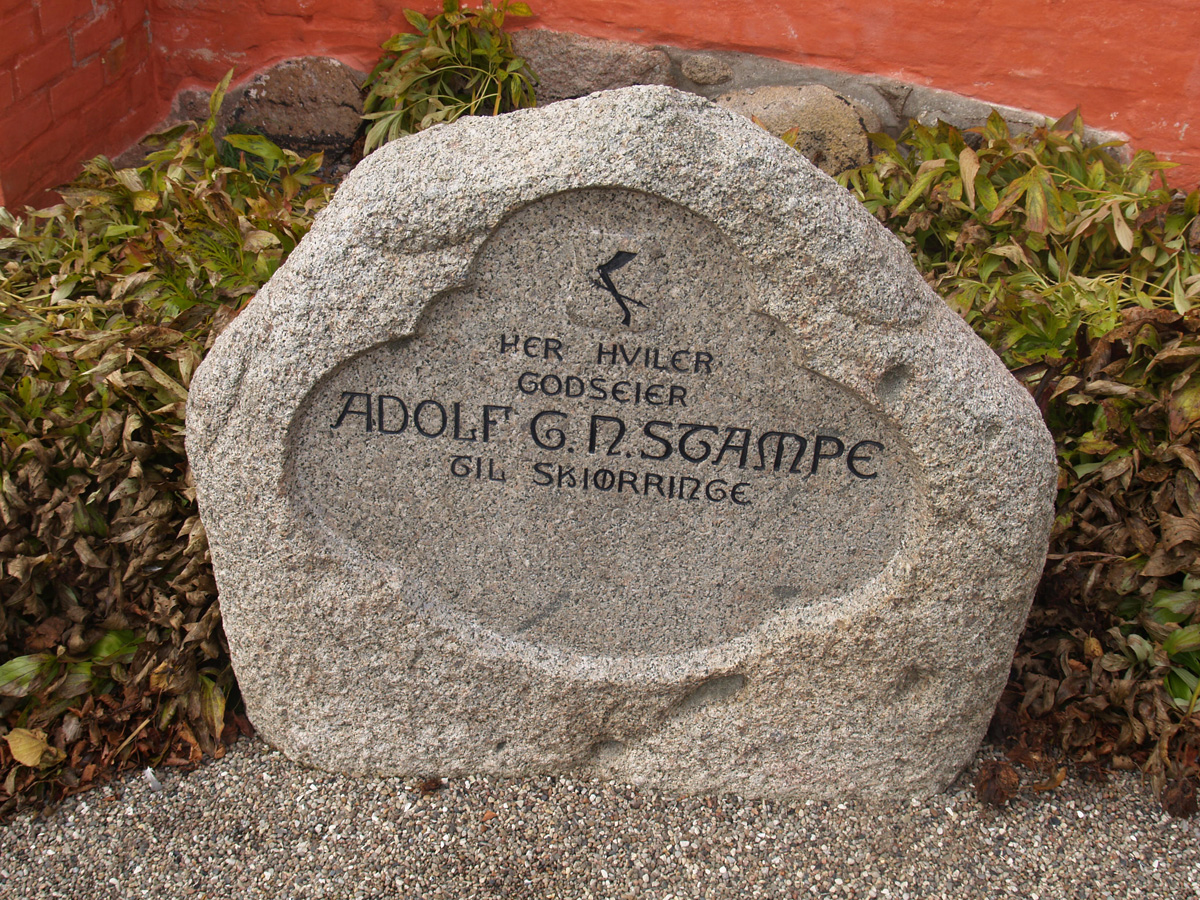 HER HVILER
GODSEIER
ADOLF G. N. STAMPE
TIL SKIØRRINGE